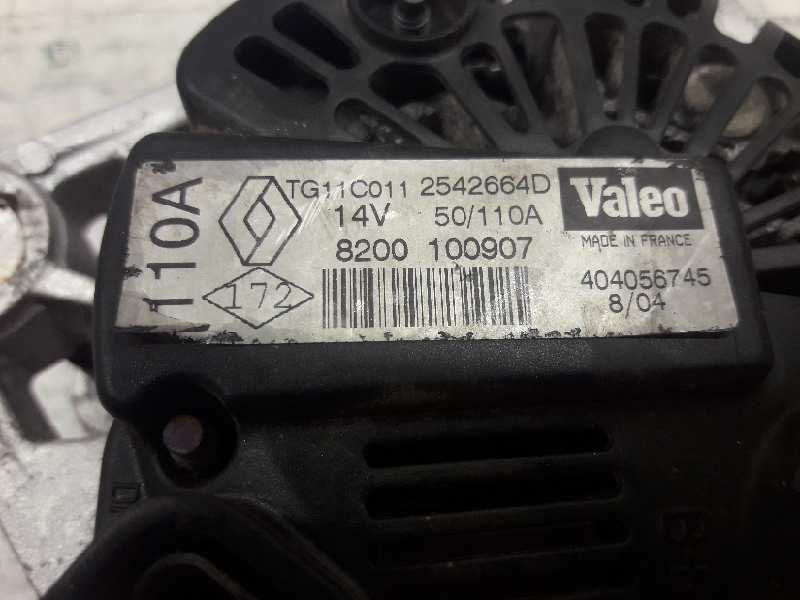 110A
TG11C011 2542664D
14V 50/110A
8200 100907
172
Valeo
MADE IN FRANCE
404056745
8/04
B+